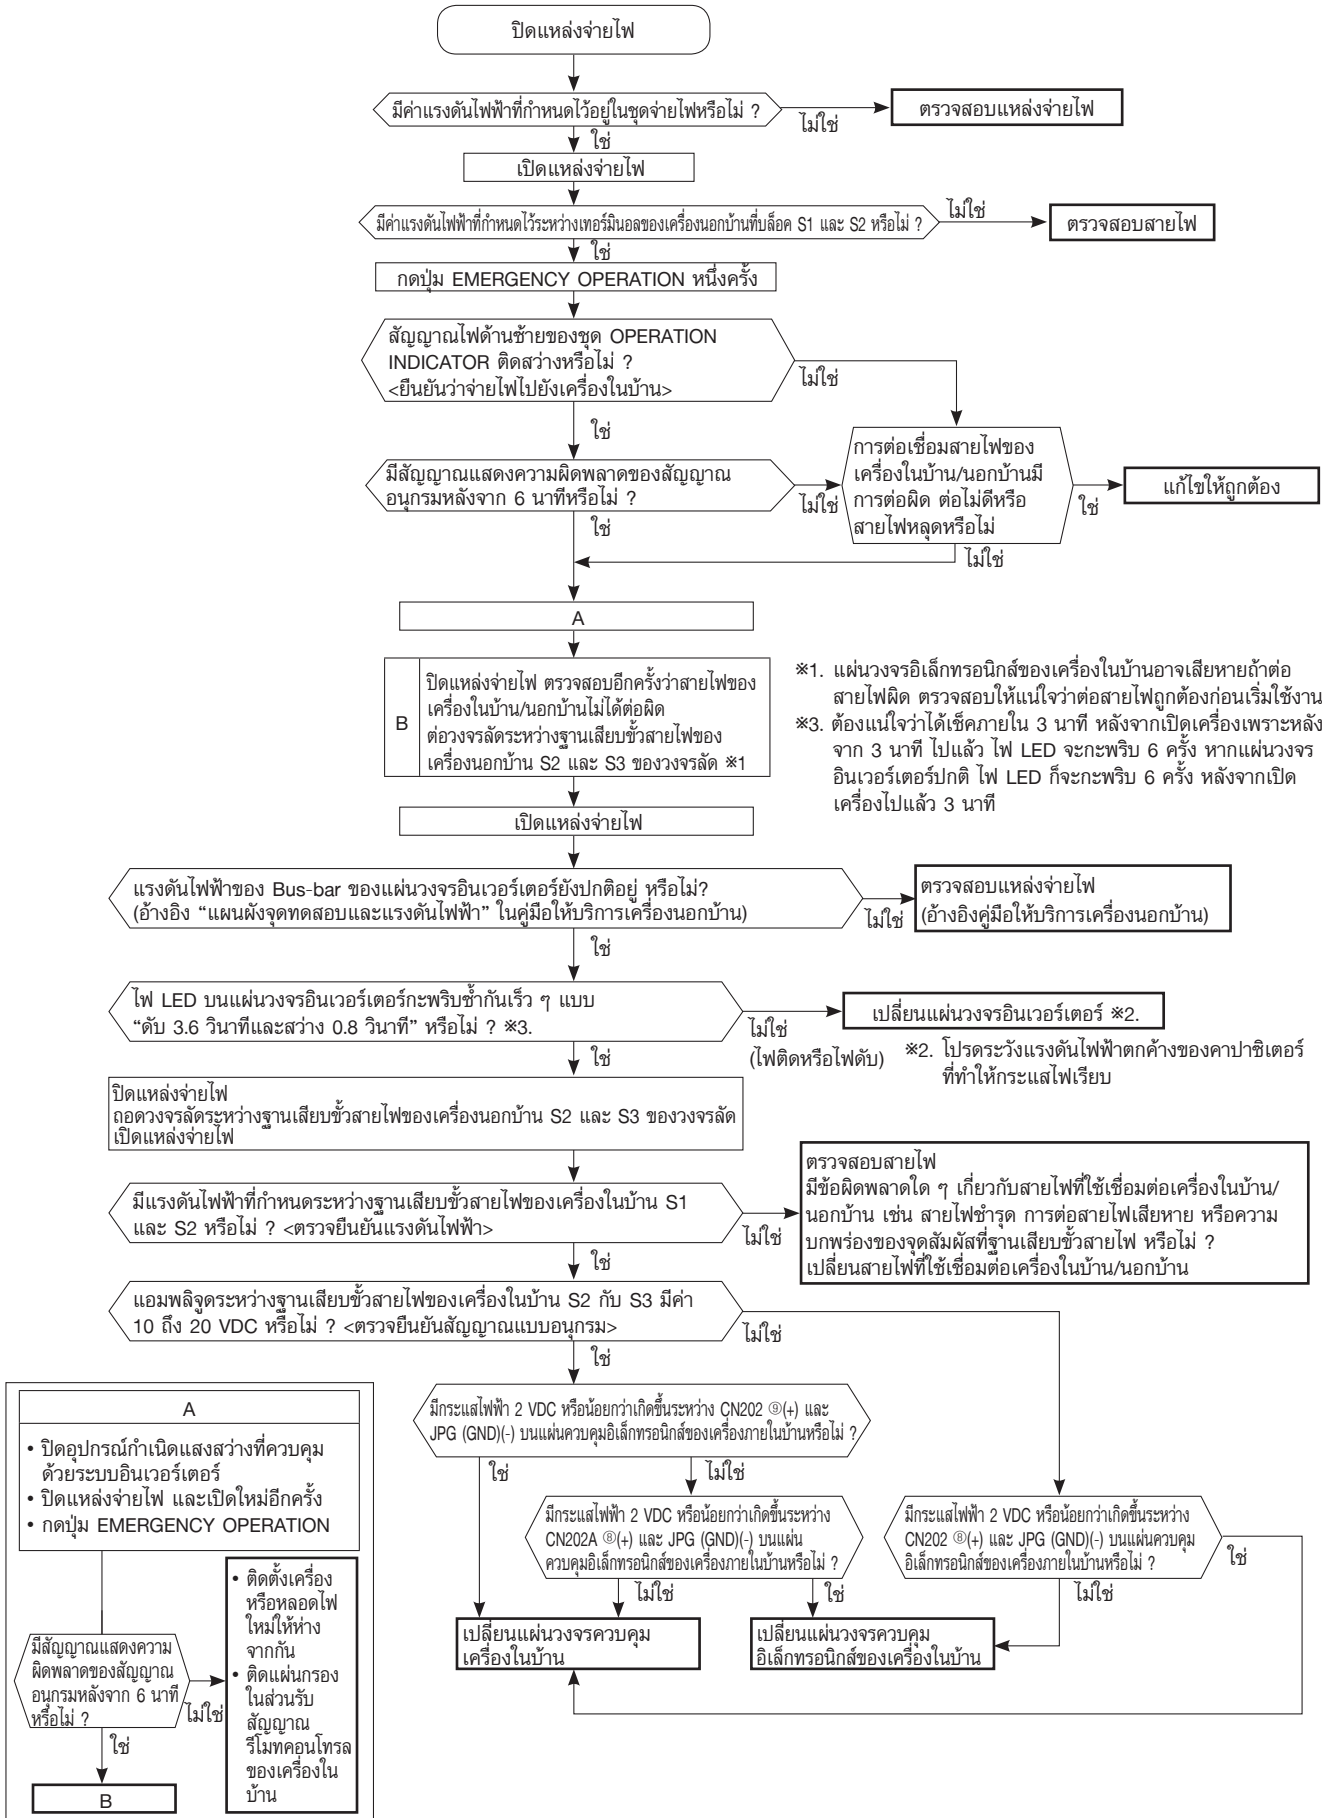 ปิดแหล่งจ่ายไฟ
มีค่าแรงดันไฟฟ้าที่กำหนดไว้อยู่ในชุดจ่ายไฟหรือไม่ ?
ไม่ใช่
ตรวจสอบแหล่งจ่ายไฟ
ใช่
เปิดแหล่งจ่ายไฟ
มีค่าแรงดันไฟฟ้าที่กำหนดไว้ระหว่างเทอร์มินอลของเครื่องนอกบ้านที่บล็อค S1 และ S2 หรือไม่ ?
ไม่ใช่
ตรวจสอบสายไฟ
ใช่
กดปุ่ม EMERGENCY OPERATION หนึ่งครั้ง
สัญญาณไฟด้านซ้ายของชุด OPERATION
INDICATOR ติดสว่างหรือไม่ ?
<ยืนยันว่าจ่ายไฟไปยังเครื่องในบ้าน>
ไม่ใช่
ใช่
การต่อเชื่อมสายไฟของ
เครื่องในบ้าน/นอกบ้านมี
การต่อผิด ต่อไม่ดีหรือ
สายไฟหลุดหรือไม่
มีสัญญาณแสดงความผิดพลาดของสัญญาณ
อนุกรมหลังจาก 6 นาทีหรือไม่ ?
ไม่ใช่
ใช่
แก้ไขให้ถูกต้อง
ใช่
ไม่ใช่
A
B
ปิดแหล่งจ่ายไฟ ตรวจสอบอีกครั้งว่าสายไฟของ
เครื่องในบ้าน/นอกบ้านไม่ได้ต่อผิด
ต่อวงจรลัดระหว่างฐานเสียบขั้วสายไฟของ
เครื่องนอกบ้าน S2 และ S3 ของวงจรลัด ※1
※1. แผ่นวงจรอิเล็กทรอนิกส์ของเครื่องในบ้านอาจเสียหายถ้าต่อ
สายไฟผิด ตรวจสอบให้แน่ใจว่าต่อสายไฟถูกต้องก่อนเริ่มใช้งาน
※3. ต้องแน่ใจว่าได้เช็คภายใน 3 นาที หลังจากเปิดเครื่องเพราะหลัง
จาก 3 นาที ไปแล้ว ไฟ LED จะกะพริบ 6 ครั้ง หากแผ่นวงจร
อินเวอร์เตอร์ปกติ ไฟ LED ก็จะกะพริบ 6 ครั้ง หลังจากเปิด
เครื่องไปแล้ว 3 นาที
เปิดแหล่งจ่ายไฟ
แรงดันไฟฟ้าของ Bus-bar ของแผ่นวงจรอินเวอร์เตอร์ยังปกติอยู่ หรือไม่?
(อ้างอิง “แผนผังจุดทดสอบและแรงดันไฟฟ้า” ในคู่มือให้บริการเครื่องนอกบ้าน)
ไม่ใช่
ตรวจสอบแหล่งจ่ายไฟ
(อ้างอิงคู่มือให้บริการเครื่องนอกบ้าน)
ใช่
ไฟ LED บนแผ่นวงจรอินเวอร์เตอร์กะพริบซ้ำกันเร็ว ๆ แบบ
“ดับ 3.6 วินาทีและสว่าง 0.8 วินาที” หรือไม่ ? ※3.
ไม่ใช่
(ไฟติดหรือไฟดับ)
เปลี่ยนแผ่นวงจรอินเวอร์เตอร์ ※2.
※2. โปรดระวังแรงดันไฟฟ้าตกค้างของคาปาซิเตอร์
ที่ทำให้กระแสไฟเรียบ
ใช่
ปิดแหล่งจ่ายไฟ
ถอดวงจรลัดระหว่างฐานเสียบขั้วสายไฟของเครื่องนอกบ้าน S2 และ S3 ของวงจรลัด
เปิดแหล่งจ่ายไฟ
มีแรงดันไฟฟ้าที่กำหนดระหว่างฐานเสียบขั้วสายไฟของเครื่องในบ้าน S1
และ S2 หรือไม่ ? <ตรวจยืนยันแรงดันไฟฟ้า>
ไม่ใช่
ตรวจสอบสายไฟ
มีข้อผิดพลาดใด ๆ เกี่ยวกับสายไฟที่ใช้เชื่อมต่อเครื่องในบ้าน/
นอกบ้าน เช่น สายไฟชำรุด การต่อสายไฟเสียหาย หรือความ
บกพร่องของจุดสัมผัสที่ฐานเสียบขั้วสายไฟ หรือไม่ ?
เปลี่ยนสายไฟที่ใช้เชื่อมต่อเครื่องในบ้าน/นอกบ้าน
ใช่
แอมพลิจูดระหว่างฐานเสียบขั้วสายไฟของเครื่องในบ้าน S2 กับ S3 มีค่า
10 ถึง 20 VDC หรือไม่ ? <ตรวจยืนยันสัญญาณแบบอนุกรม>
ไม่ใช่
ใช่
มีกระแสไฟฟ้า 2 VDC หรือน้อยกว่าเกิดขึ้นระหว่าง CN202 ⑨(+) และ
JPG (GND)(-) บนแผ่นควบคุมอิเล็กทรอนิกส์ของเครื่องภายในบ้านหรือไม่ ?
ใช่
ไม่ใช่
มีกระแสไฟฟ้า 2 VDC หรือน้อยกว่าเกิดขึ้นระหว่าง
CN202A ⑧(+) และ JPG (GND)(-) บนแผ่น
ควบคุมอิเล็กทรอนิกส์ของเครื่องภายในบ้านหรือไม่ ?
ไม่ใช่
ใช่
มีกระแสไฟฟ้า 2 VDC หรือน้อยกว่าเกิดขึ้นระหว่าง
CN202 ⑧(+) และ JPG (GND)(-) บนแผ่นควบคุม
อิเล็กทรอนิกส์ของเครื่องภายในบ้านหรือไม่ ?
ใช่
ไม่ใช่
เปลี่ยนแผ่นวงจรควบคุม
เครื่องในบ้าน
เปลี่ยนแผ่นวงจรควบคุม
อิเล็กทรอนิกส์ของเครื่องในบ้าน
A
• ปิดอุปกรณ์กำเนิดแสงสว่างที่ควบคุม
ด้วยระบบอินเวอร์เตอร์
• ปิดแหล่งจ่ายไฟ และเปิดใหม่อีกครั้ง
• กดปุ่ม EMERGENCY OPERATION
มีสัญญาณแสดงความ
ผิดพลาดของสัญญาณ
อนุกรมหลังจาก 6 นาที
หรือไม่ ?
ไม่ใช่
ใช่
B
• ติดตั้งเครื่อง
หรือหลอดไฟ
ใหม่ให้ห่าง
จากกัน
• ติดแผ่นกรอง
ในส่วนรับ
สัญญาณ
รีโมทคอนโทรล
ของเครื่องใน
บ้าน